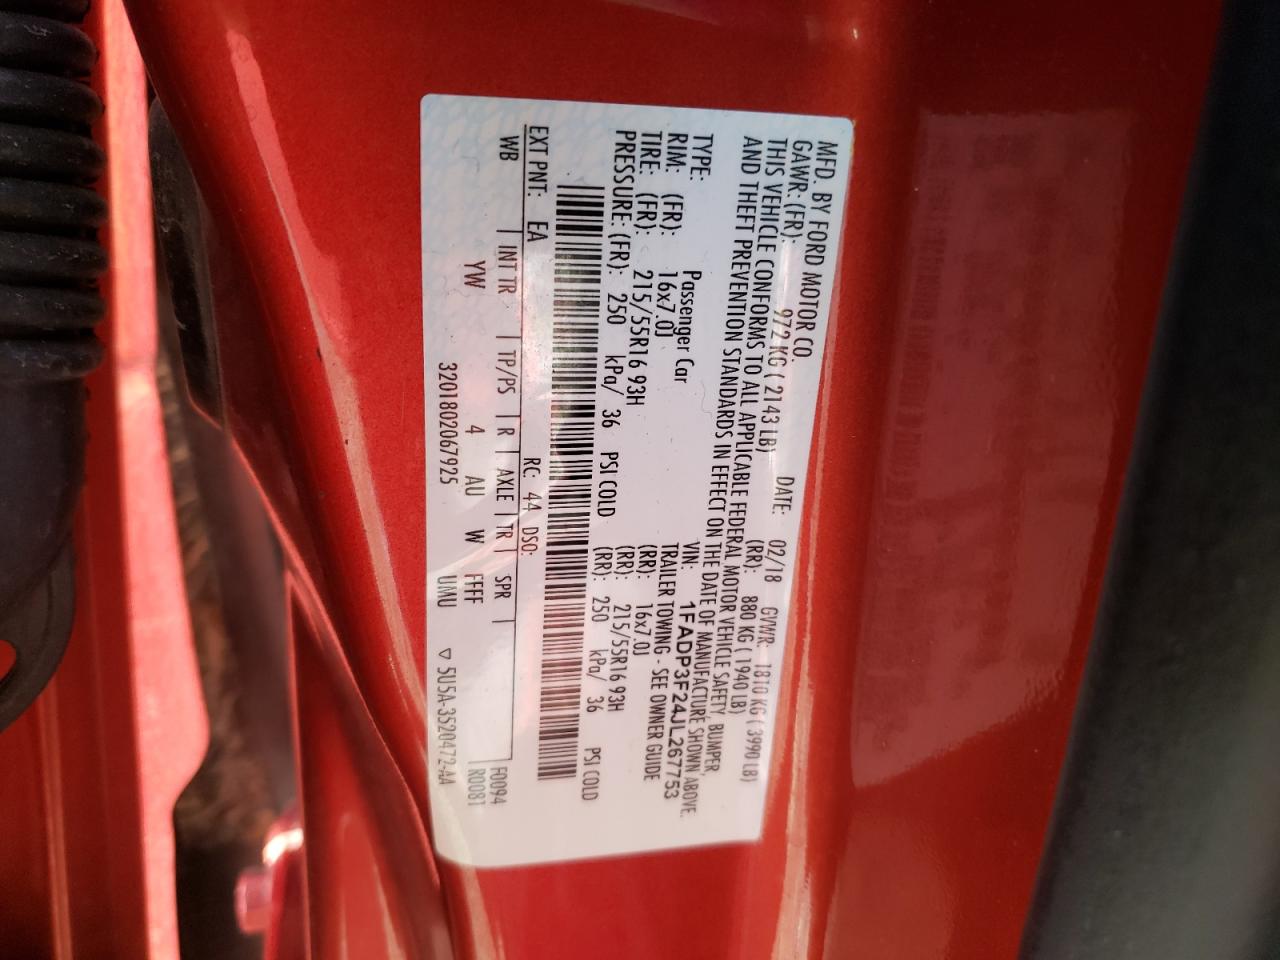 MFD. BY FORD MOTOR CO.
DATE: 02/18 GVWR: 1810 KG ( 3990 LB)
GAWR: (FR): 972 KG ( 2143 LB) (RR): 880 KG ( 1940 LB)
THIS VEHICLE CONFORMS TO ALL APPLICABLE FEDERAL MOTOR VEHICLE SAFETY, BUMPER,
AND THEFT PREVENTION STANDARDS IN EFFECT ON THE DATE OF MANUFACTURE SHOWN ABOVE.
VIN: 1FADP3F24JL267753
TYPE: Passenger Car TRAILER TOWING - SEE OWNER GUIDE
RIM: (FR): 16x7.0J (RR): 16x7.0J
TIRE: (FR): 215/55R16 93H (RR): 215/55R16 93H
PRESSURE: (FR): 250 kPa/ 36 PSI COLD (RR): 250 kPa/ 36 PSI COLD
EXT PNT: EA RC: 44 DSO:
WB INT TR TP/PS R AXLE TR SPR F0094
YW 4 AU W FFFF R0081
3201802067925 UMU ▽ 5U5A-3520472-AA